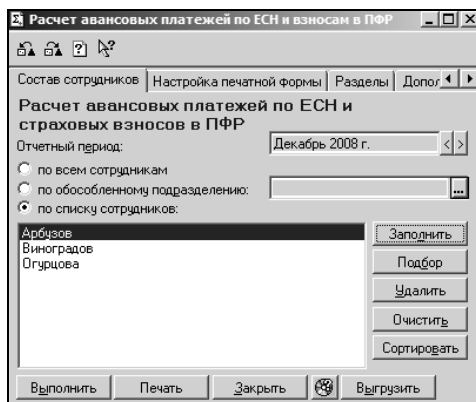 Расчет авансовых платежей по ЕСН и взносам в ПФР
Состав сотрудников Настройка печатной формы Разделы Допол
Расчет авансовых платежей по ЕСН и
страховых взносов в ПФР
Отчетный период: Декабрь 2008 г. < >
по всем сотрудникам
по обособленному подразделению: ...
по списку сотрудников:
Арбузов
Виноградов
Огурцова
Заполнить
Подбор
Удалить
Очистить
Сортировать
Выполнить Печать Закрыть Выгрузить